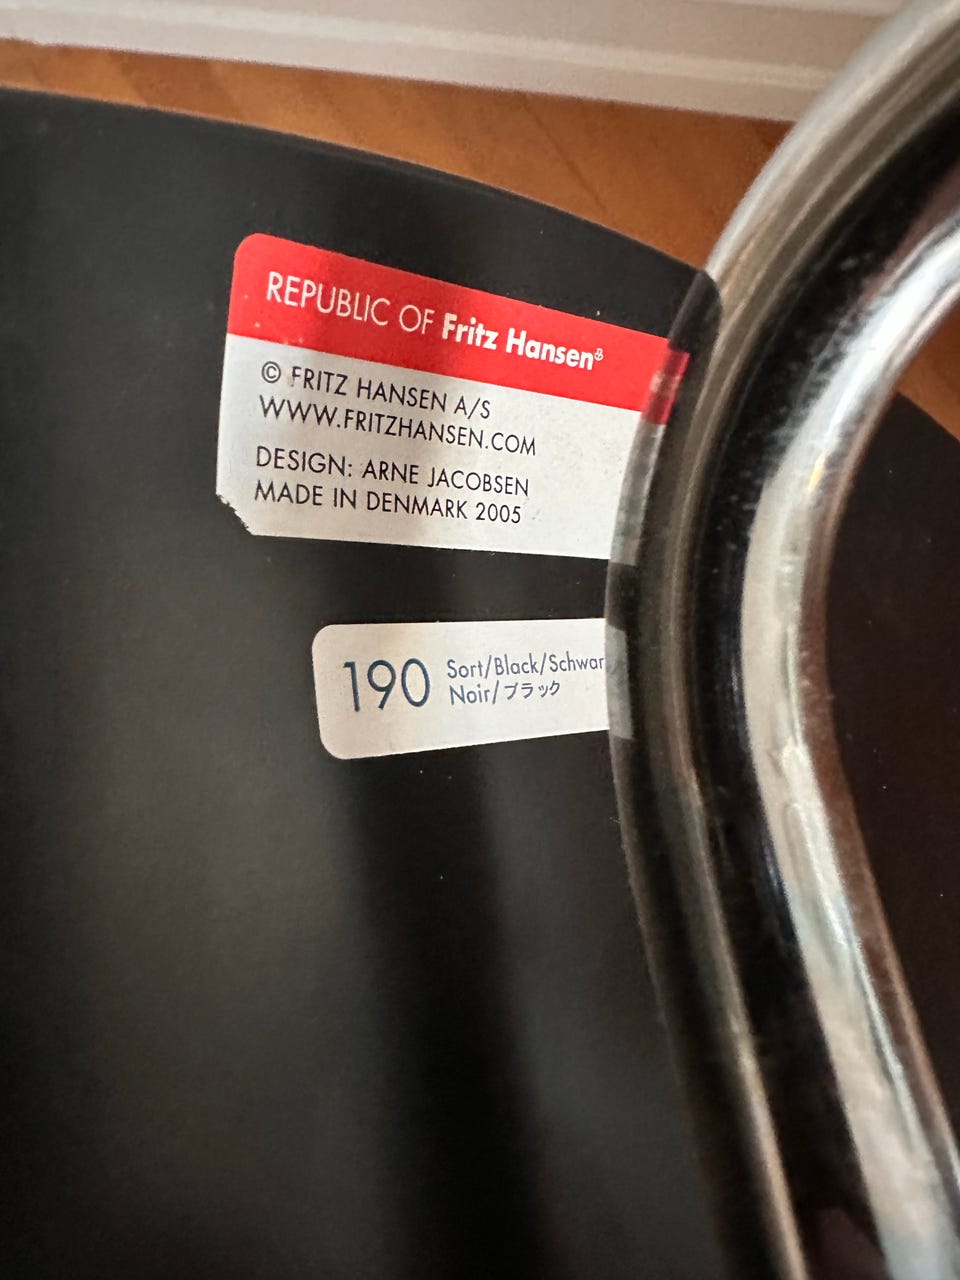 REPUBLIC OF Fritz Hansen
© FRITZ HANSEN A/S
WWW.FRITZHANSEN.COM
DESIGN: ARNE JACOBSEN
MADE IN DENMARK 2005
190
Sort/Black/Schwar
Noir/ブラック